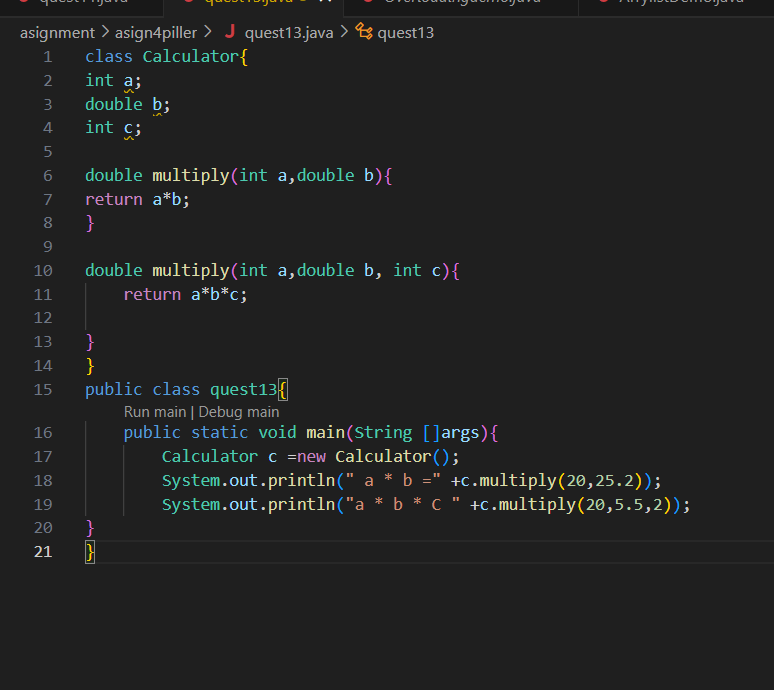 asignment > asign4piller > J quest13.java > quest13
1 class Calculator{
2 int a;
3 double b;
4 int c;
5
6 double multiply(int a,double b){
7 return a*b;
8 }
9
10 double multiply(int a,double b, int c){
11 return a*b*c;
12
13 }
14 }
15 public class quest13{
Run main | Debug main
16 public static void main(String []args){
17 Calculator c =new Calculator();
18 System.out.println(" a * b =" +c.multiply(20,25.2));
19 System.out.println("a * b * C " +c.multiply(20,5.5,2));
20 }
21 }